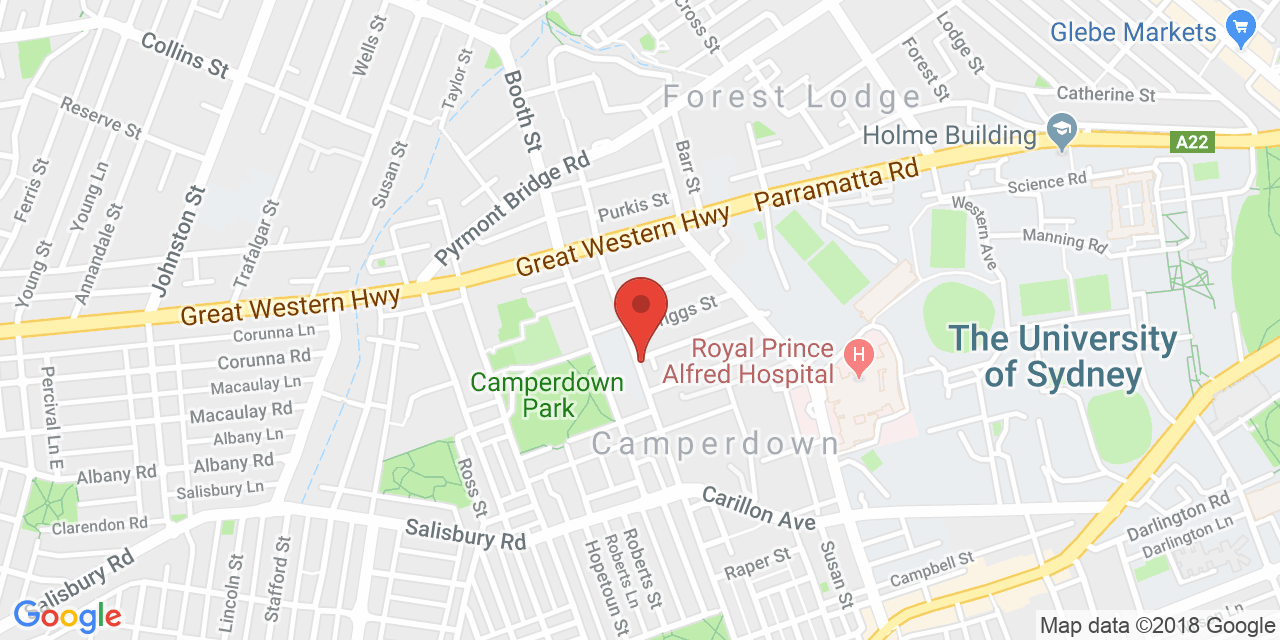 Collins St
Wells St
Taylor St
Cross St
Glebe Markets
Lodge St
Forest St
Catherine St
Forest Lodge
Holme Building
A22
Reserve St
Booth St
Susan St
Pyrmont Bridge Rd
Barr St
Parramatta Rd
Science Rd
Western Ave
Manning Rd
Ferris St
Young Ln
Annandale St
Johnston St
Trafalgar St
Young St
Purkis St
Great Western Hwy
Great Western Hwy
Corunna Ln
Corunna Rd
Macaulay Ln
Macaulay Rd
Albany Ln
Albany Rd
Albany Rd
Salisbury Ln
Clarendon Rd
Percival Ln E
iggs St
Royal Prince
Alfred Hospital
H
The University
of Sydney
Camperdown
Park
Camperdown
Ross St
Salisbury Rd
Carillon Ave
Salisbury Rd
Lincoln St
Stafford St
Hopetoun St
Roberts Ln
Roberts St
Raper St
Susan St
Campbell St
Darlington Rd
Darlington Ln
Google
Map data ©2018 Google